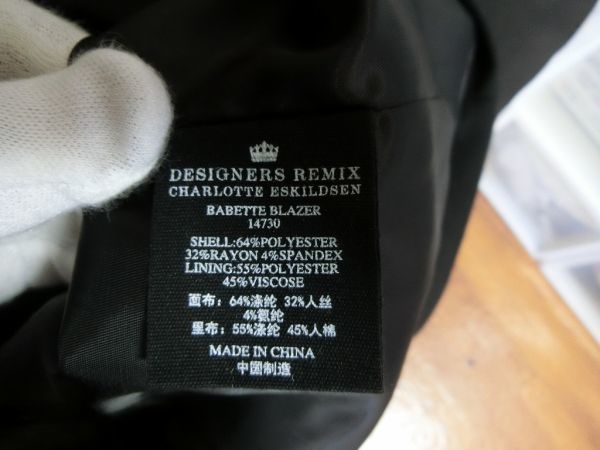 DESIGNERS REMIX
CHARLOTTE ESKILDSEN
BABETTE BLAZER
14730
SHELL:64%POLYESTER
32%RAYON 4%SPANDEX
LINING:55%POLYESTER
45%VISCOSE
面布: 64%涤纶 32%人丝
4%氨纶
里布: 55%涤纶 45%人棉
MADE IN CHINA
中国制造